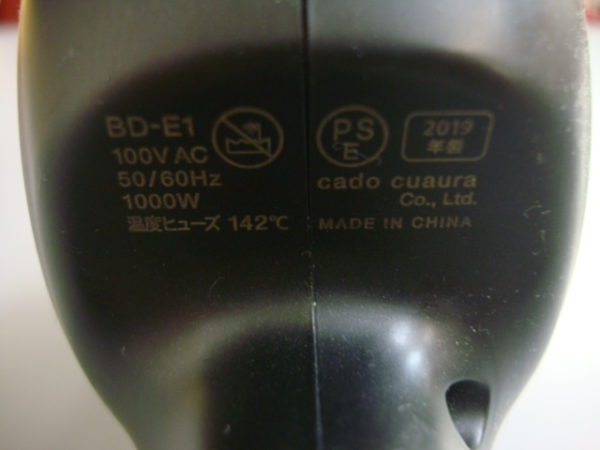 BD-E1
100V AC
50/60Hz
1000W
温度ヒューズ 142℃
PS
E
2019
年製
cado cuaura
Co., Ltd.
MADE IN CHINA